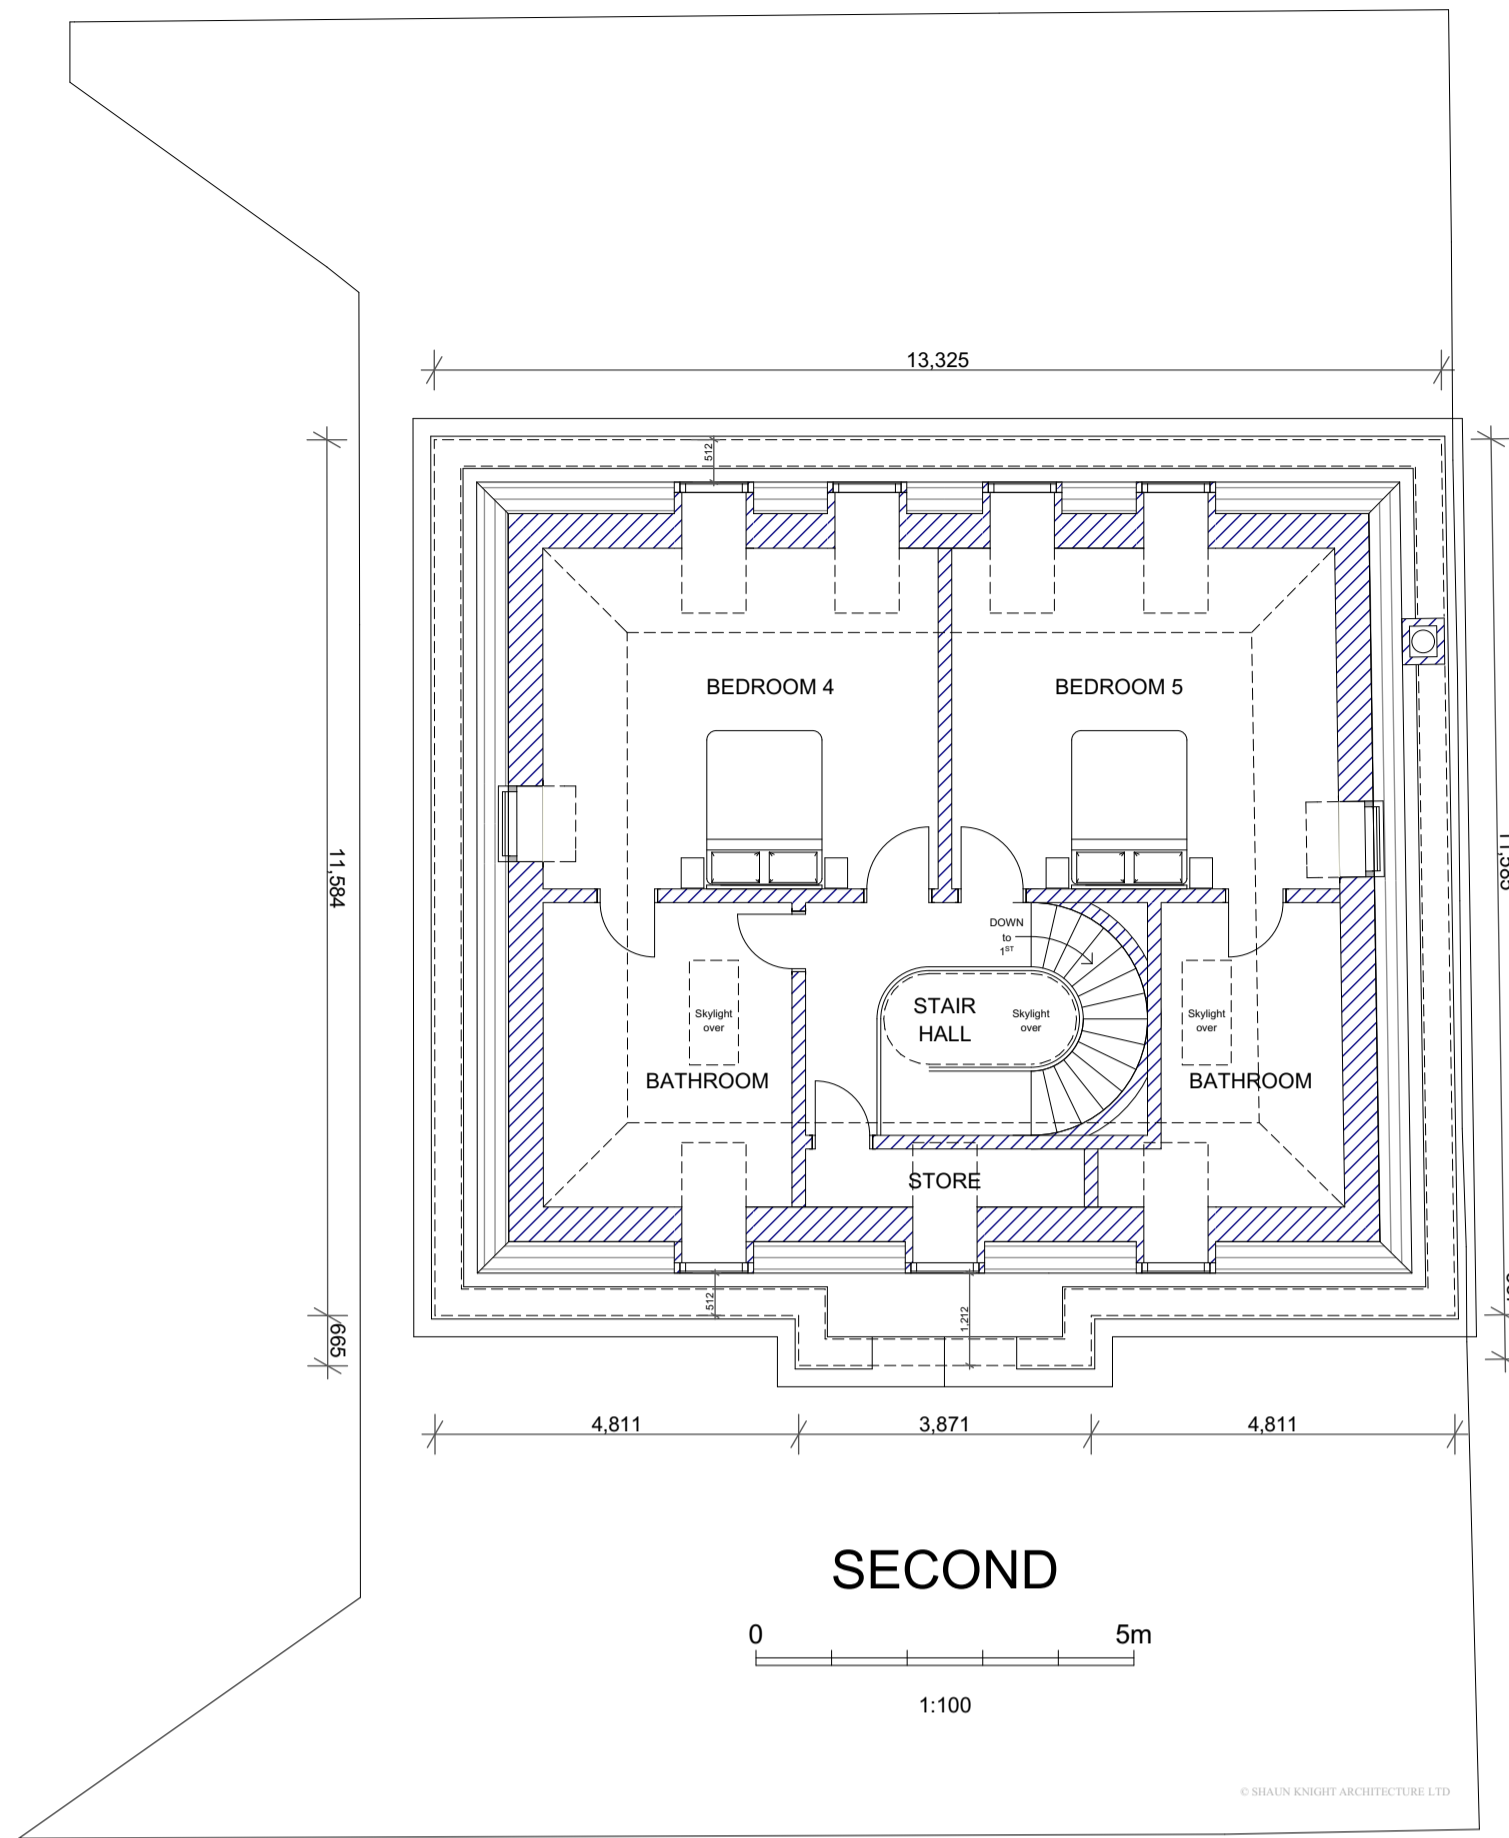 13,325
512
BEDROOM 4
BEDROOM 5
11,584
DOWN
to
1ST
STAIR
HALL
Skylight
over
Skylight
over
Skylight
over
BATHROOM
BATHROOM
STORE
512
1,212
665
4,811
3,871
4,811
SECOND
0
5m
1:100
© SHAUN KNIGHT ARCHITECTURE LTD